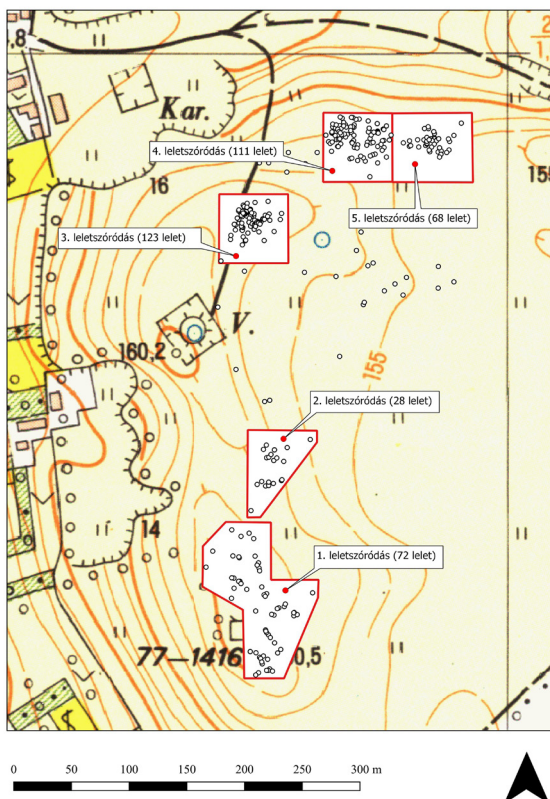 ,8
Kar.
4. leletszóródás (111 lelet)
16
5. leletszóródás (68 lelet)
3. leletszóródás (123 lelet)
V.
160,2
155
2. leletszóródás (28 lelet)
14
1. leletszóródás (72 lelet)
77-1416
0,5
0 50 100 150 200 250 300 m